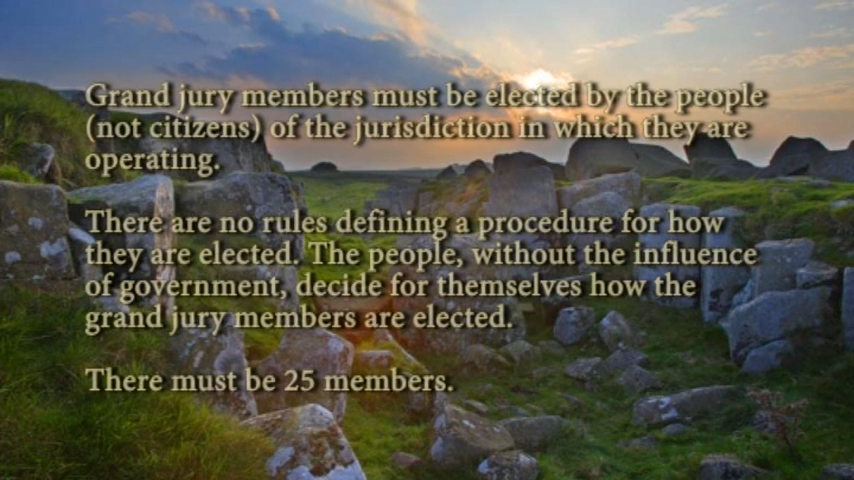 Grand jury members must be elected by the people
(not citizens) of the jurisdiction in which they are
operating.
There are no rules defining a procedure for how
they are elected. The people, without the influence
of government, decide for themselves how the
grand jury members are elected.
There must be 25 members.